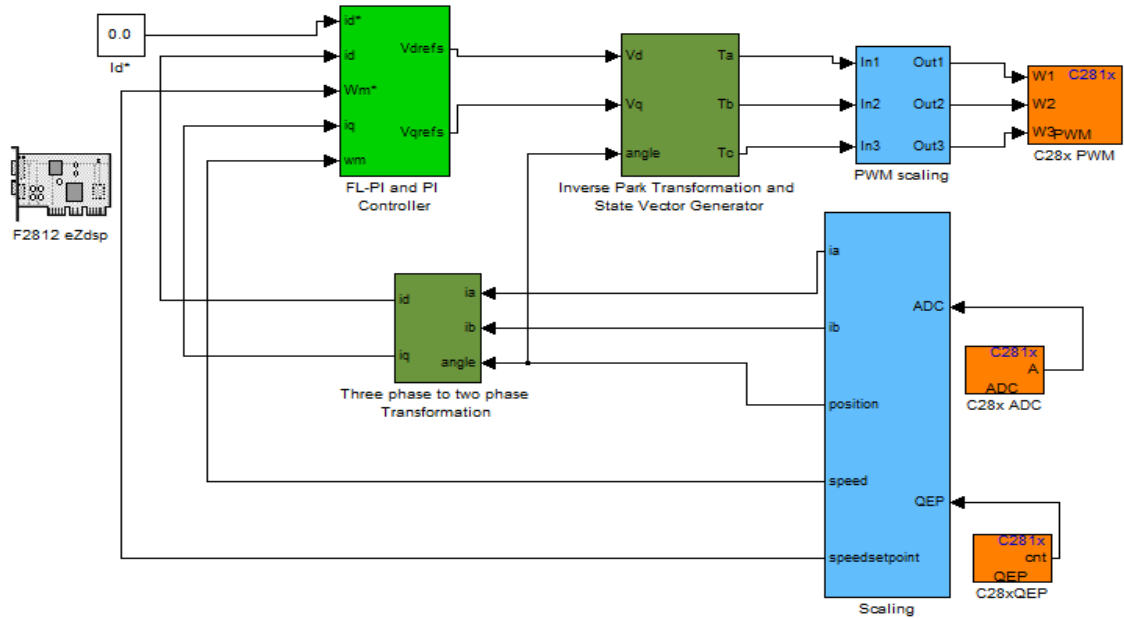 0.0
Id*
id*
id
Wm*
iq
wm
Vdrefs
Vqrefs
FL-PI and PI
Controller
Vd
Vq
angle
Ta
Tb
Tc
Inverse Park Transformation and
State Vector Generator
In1
In2
In3
Out1
Out2
Out3
PWM scaling
C281x
W1
W2
W3
PWM
C28x PWM
F2812 eZdsp
id
iq
ia
ib
angle
Three phase to two phase
Transformation
ia
ib
position
speed
speedsetpoint
ADC
QEP
Scaling
C281x
A
ADC
C28x ADC
C281x
cnt
QEP
C28xQEP